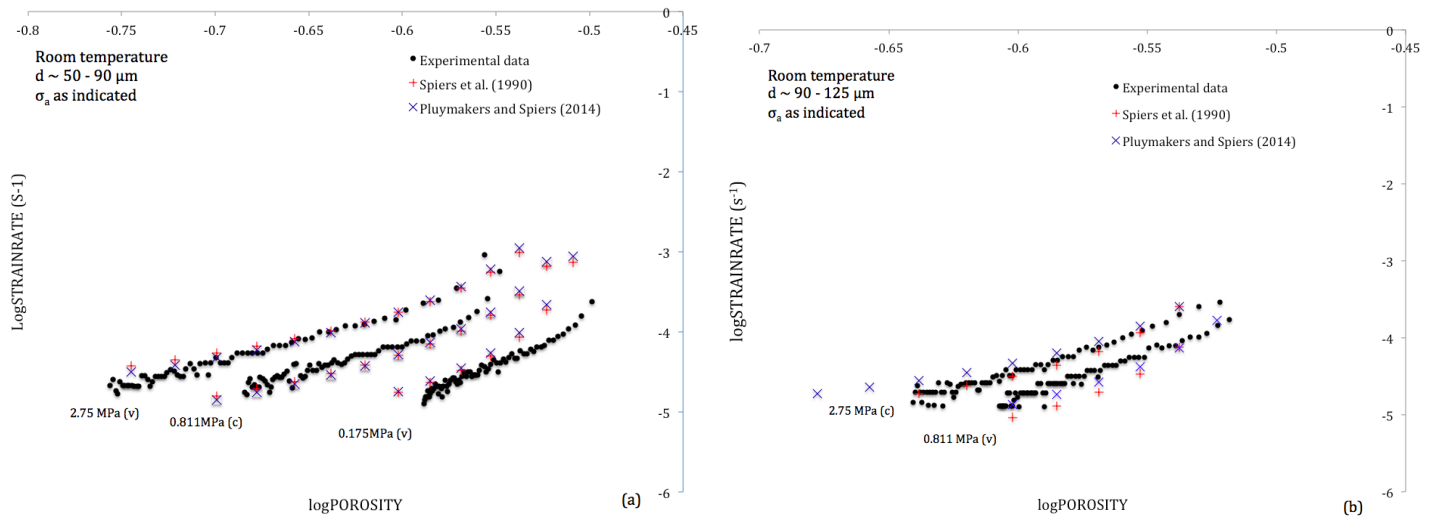 -0.8 -0.75 -0.7 -0.65 -0.6 -0.55 -0.5 -0.45
0
-1
-2
-3
-4
-5
-6
Room temperature
d ~ 50 - 90 μm
σa as indicated
Experimental data
Spiers et al. (1990)
Pluymakers and Spiers (2014)
LogSTRAINRATE (S-1)
2.75 MPa (v)
0.811MPa (c)
0.175MPa (v)
logPOROSITY
(a)
-0.7 -0.65 -0.6 -0.55 -0.5 -0.45
0
-1
-2
-3
-4
-5
-6
Room temperature
d ~ 90 - 125 μm
σa as indicated
Experimental data
Spiers et al. (1990)
Pluymakers and Spiers (2014)
logSTRAINRATE (s-1)
2.75 MPa (c)
0.811 MPa (v)
logPOROSITY
(b)